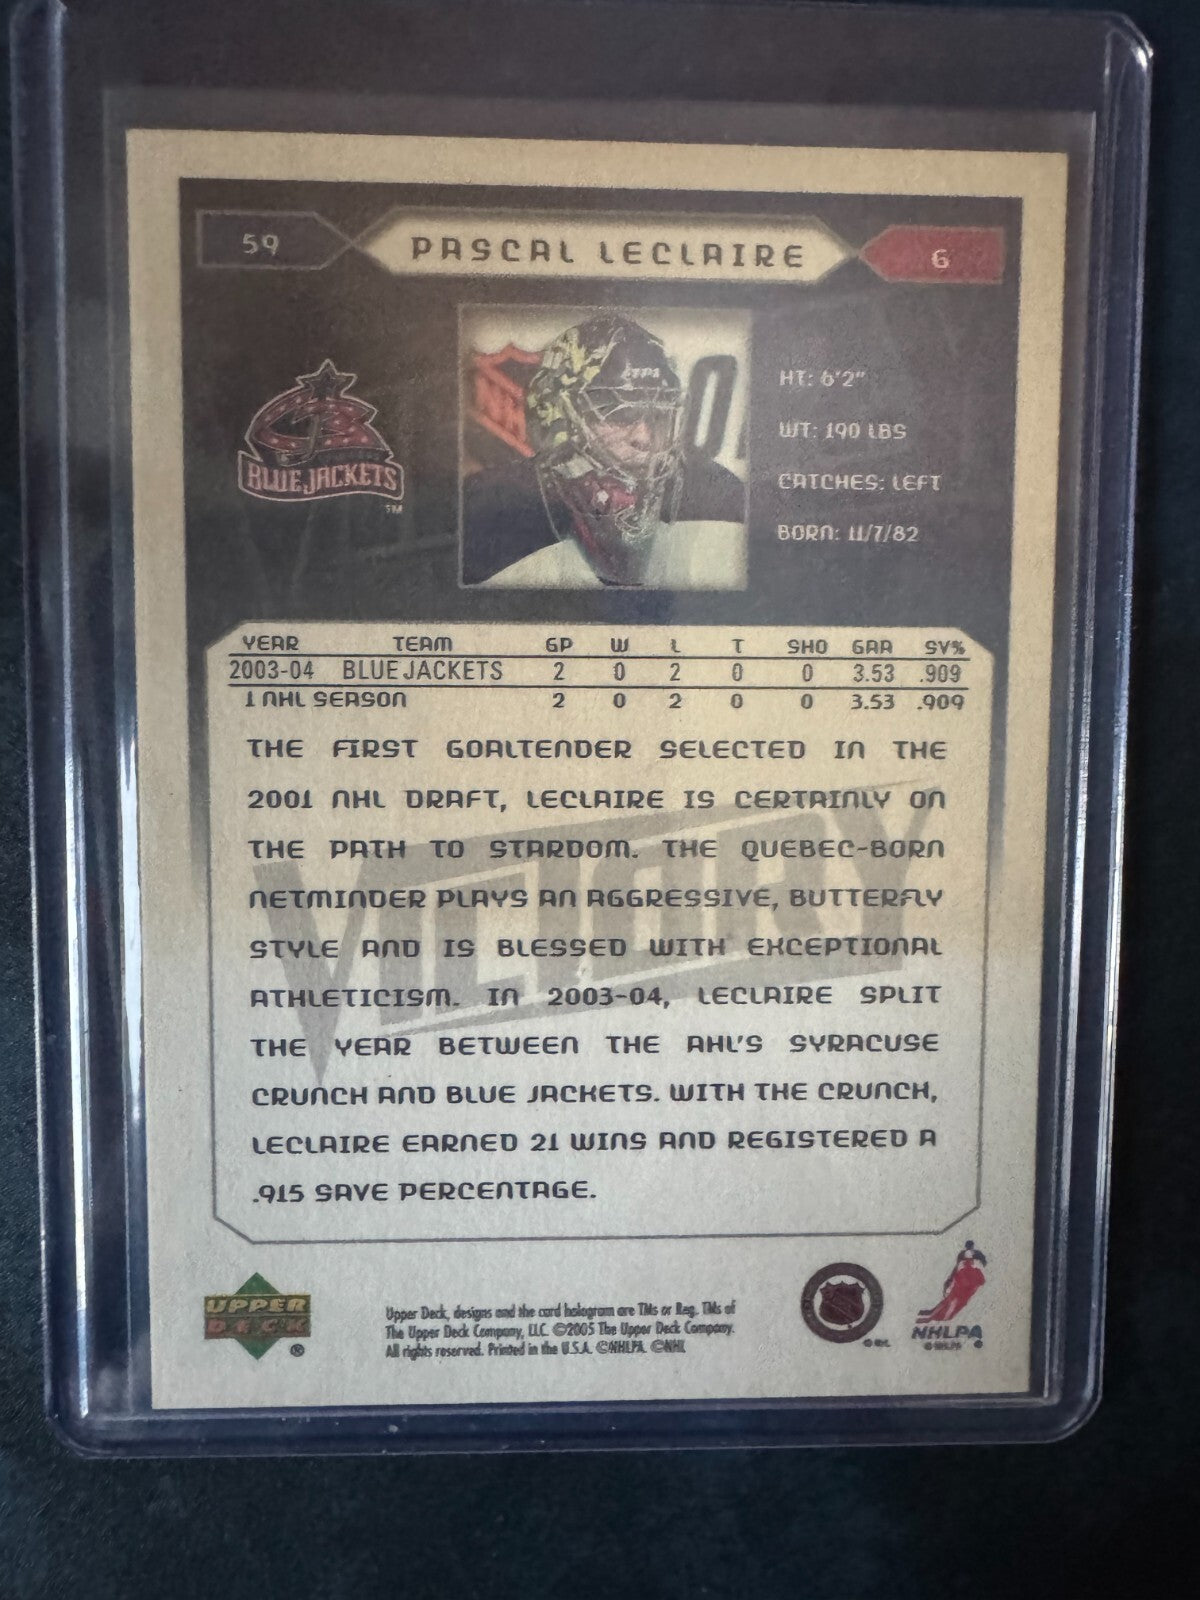 59 PASCAL LECLAIRE 6
HT: 6'2"
WT: 190 LBS
CATCHES: LEFT
BORN: 11/7/82
BLUE JACKETS
TM
YEAR TEAM GP W L T SHO GAA SV%
2003-04 BLUE JACKETS 2 0 2 0 0 3.53 .909
1 NHL SEASON 2 0 2 0 0 3.53 .909
THE FIRST GOALTENDER SELECTED IN THE
2001 NHL DRAFT, LECLAIRE IS CERTAINLY ON
THE PATH TO STARDOM. THE QUEBEC-BORN
NETMINDER PLAYS AN AGGRESSIVE, BUTTERFLY
STYLE AND IS BLESSED WITH EXCEPTIONAL
ATHLETICISM. IN 2003-04, LECLAIRE SPLIT
THE YEAR BETWEEN THE AHL'S SYRACUSE
CRUNCH AND BLUE JACKETS. WITH THE CRUNCH,
LECLAIRE EARNED 21 WINS AND REGISTERED A
.915 SAVE PERCENTAGE.
VICTORY
UPPER
DECK
®
Upper Deck, designs and the card hologram are TMs or Reg. TMs of
The Upper Deck Company, LLC. ©2005 The Upper Deck Company.
All rights reserved. Printed in the U.S.A. ©NHLPA. ©NHL
NHLPA